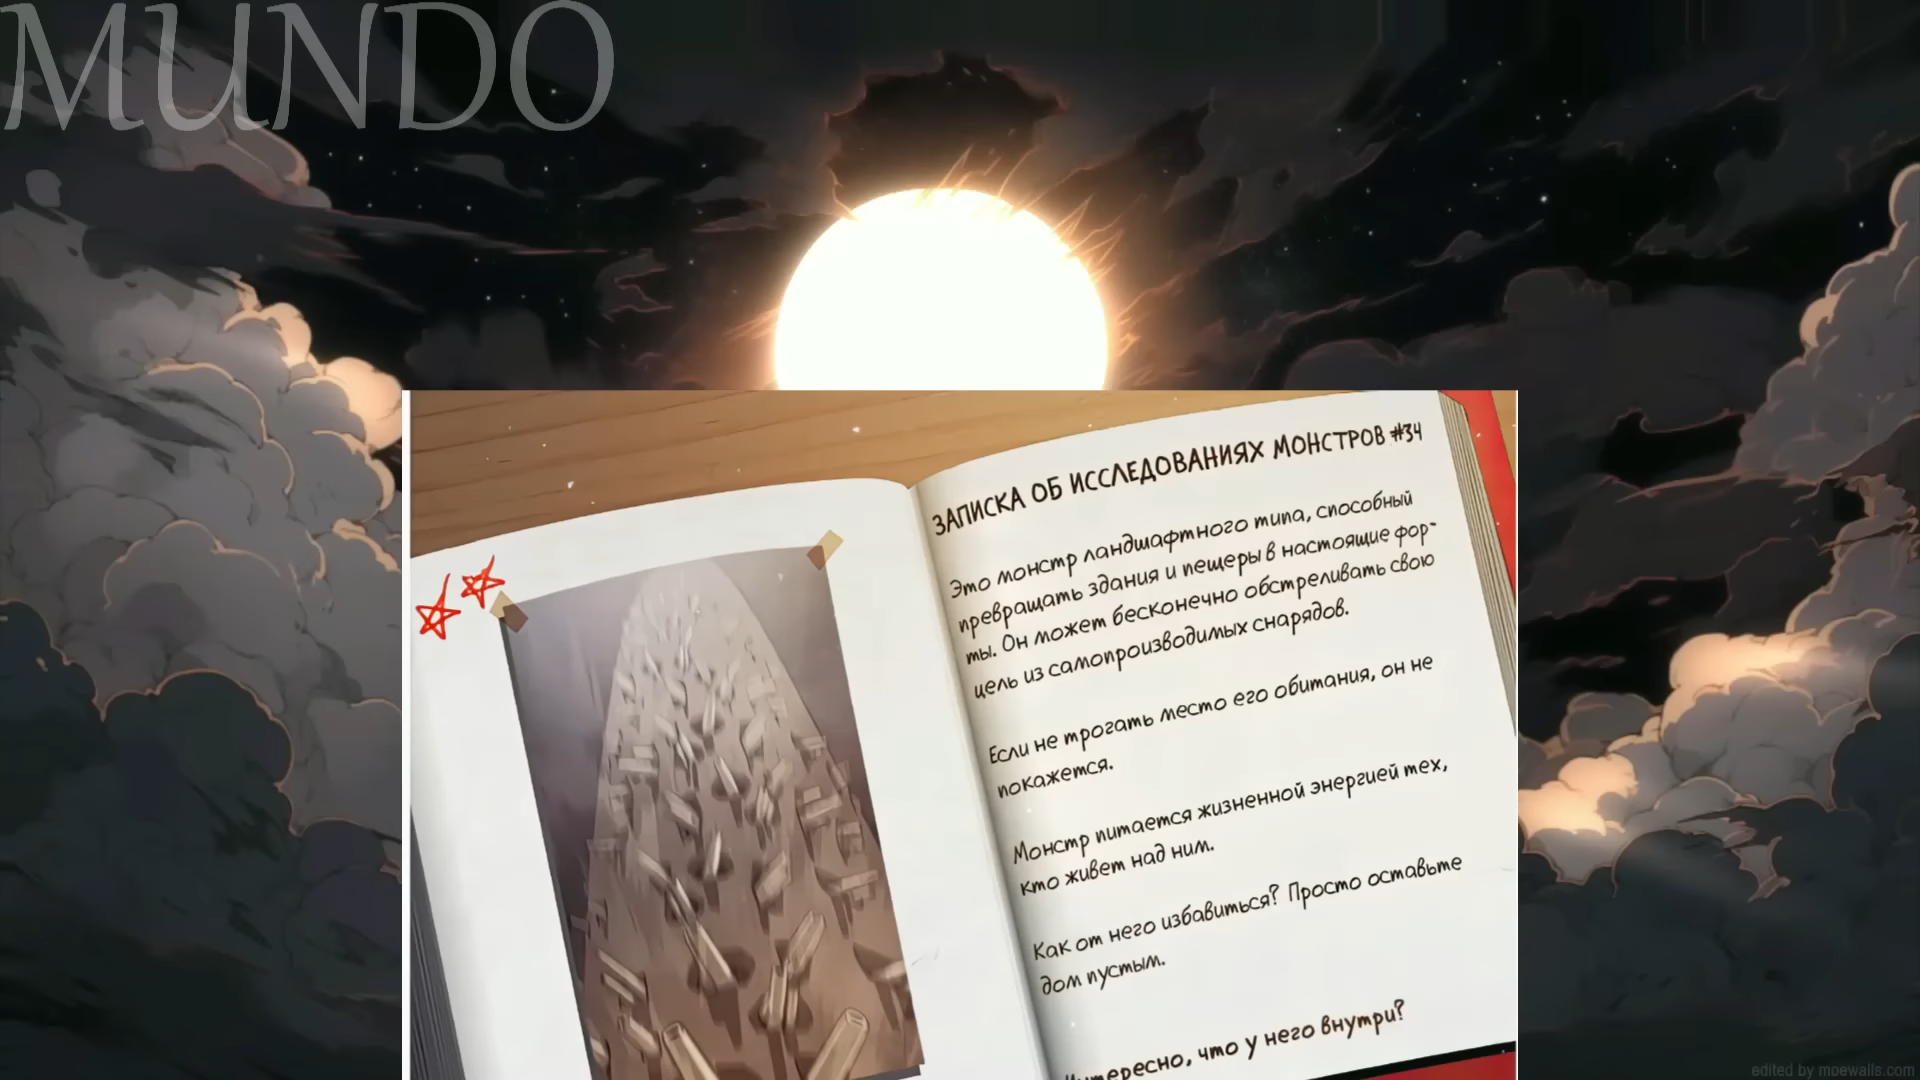 MUNDO
ЗАПИСКА ОБ ИССЛЕДОВАНИЯХ МОНСТРОВ #34
Это монстр ландшафтного типа, способный
превращать здания и пещеры в настоящие фор-
ты. Он может бесконечно обстреливать свою
цель из самопроизводимых снарядов.
Если не трогать место его обитания, он не
покажется.
Монстр питается жизненной энергией тех,
кто живет над ним.
Как от него избавиться? Просто оставьте
дом пустым.
Интересно, что у него внутри?
edited by moewalls.com